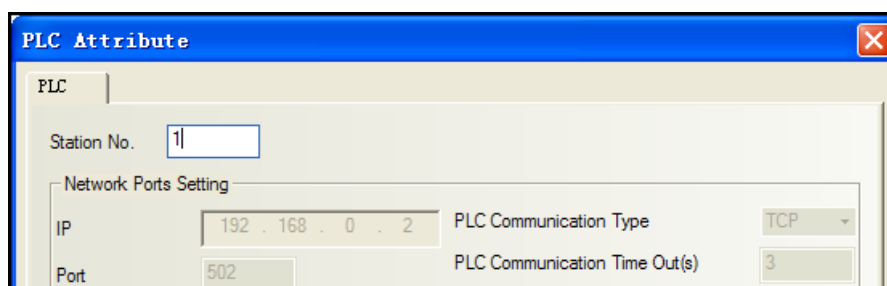 PLC Attribute
PLC
Station No. 1
Network Ports Setting
IP 192 . 168 . 0 . 2 PLC Communication Type TCP
Port 502 PLC Communication Time Out(s) 3